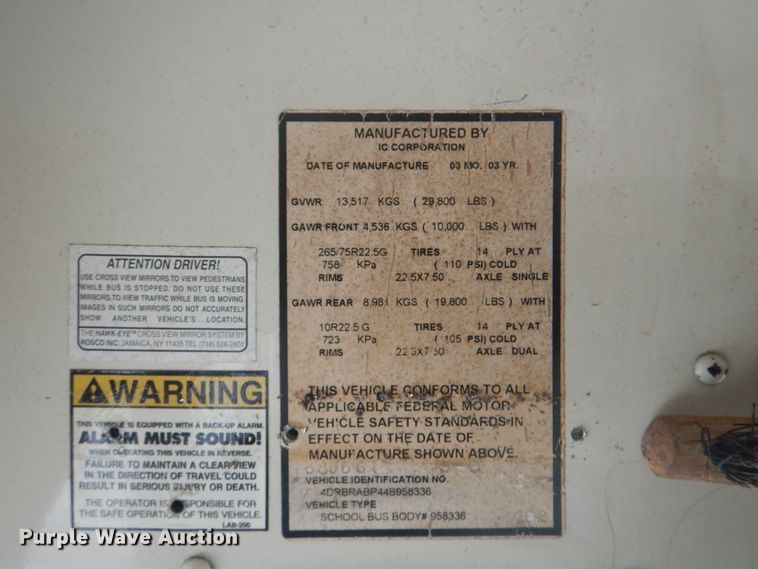 MANUFACTURED BY
IC CORPORATION
DATE OF MANUFACTURE 03 MO. 03 YR.
GVWR 13,517 KGS ( 29,800 LBS )
GAWR FRONT 4,536 KGS ( 10,000 LBS ) WITH
265/75R22.5G TIRES 14 PLY AT
758 KPa ( 110 PSI) COLD
RIMS 22.5X7.50 AXLE SINGLE
GAWR REAR 8,981 KGS ( 19,800 LBS ) WITH
10R22.5 G TIRES 14 PLY AT
723 KPa ( 105 PSI) COLD
RIMS 22.5X7.50 AXLE DUAL
THIS VEHICLE CONFORMS TO ALL
APPLICABLE FEDERAL MOTOR
VEHICLE SAFETY STANDARDS IN
EFFECT ON THE DATE OF
MANUFACTURE SHOWN ABOVE.
VEHICLE IDENTIFICATION NO.
4DRBRABP44B958336
VEHICLE TYPE
SCHOOL BUS BODY# 958336
ATTENTION DRIVER!
USE CROSS VIEW MIRRORS TO VIEW PEDESTRIANS
WHILE BUS IS STOPPED. DO NOT USE THESE
MIRRORS TO VIEW TRAFFIC WHILE BUS IS MOVING.
IMAGES IN SUCH MIRRORS DO NOT ACCURATELY
SHOW ANOTHER VEHICLE'S LOCATION.
THE HAWK-EYE™ CROSS VIEW MIRROR SYSTEM BY
ROSCO INC. JAMAICA, NY 11435 TEL (718) 526-2601
WARNING
THIS VEHICLE IS EQUIPPED WITH A BACK-UP ALARM.
ALARM MUST SOUND!
WHEN OPERATING THIS VEHICLE IN REVERSE.
FAILURE TO MAINTAIN A CLEAR VIEW
IN THE DIRECTION OF TRAVEL COULD
RESULT IN SERIOUS INJURY OR DEATH.
THE OPERATOR IS RESPONSIBLE FOR
THE SAFE OPERATION OF THIS VEHICLE.
LAB-200
Purple Wave Auction